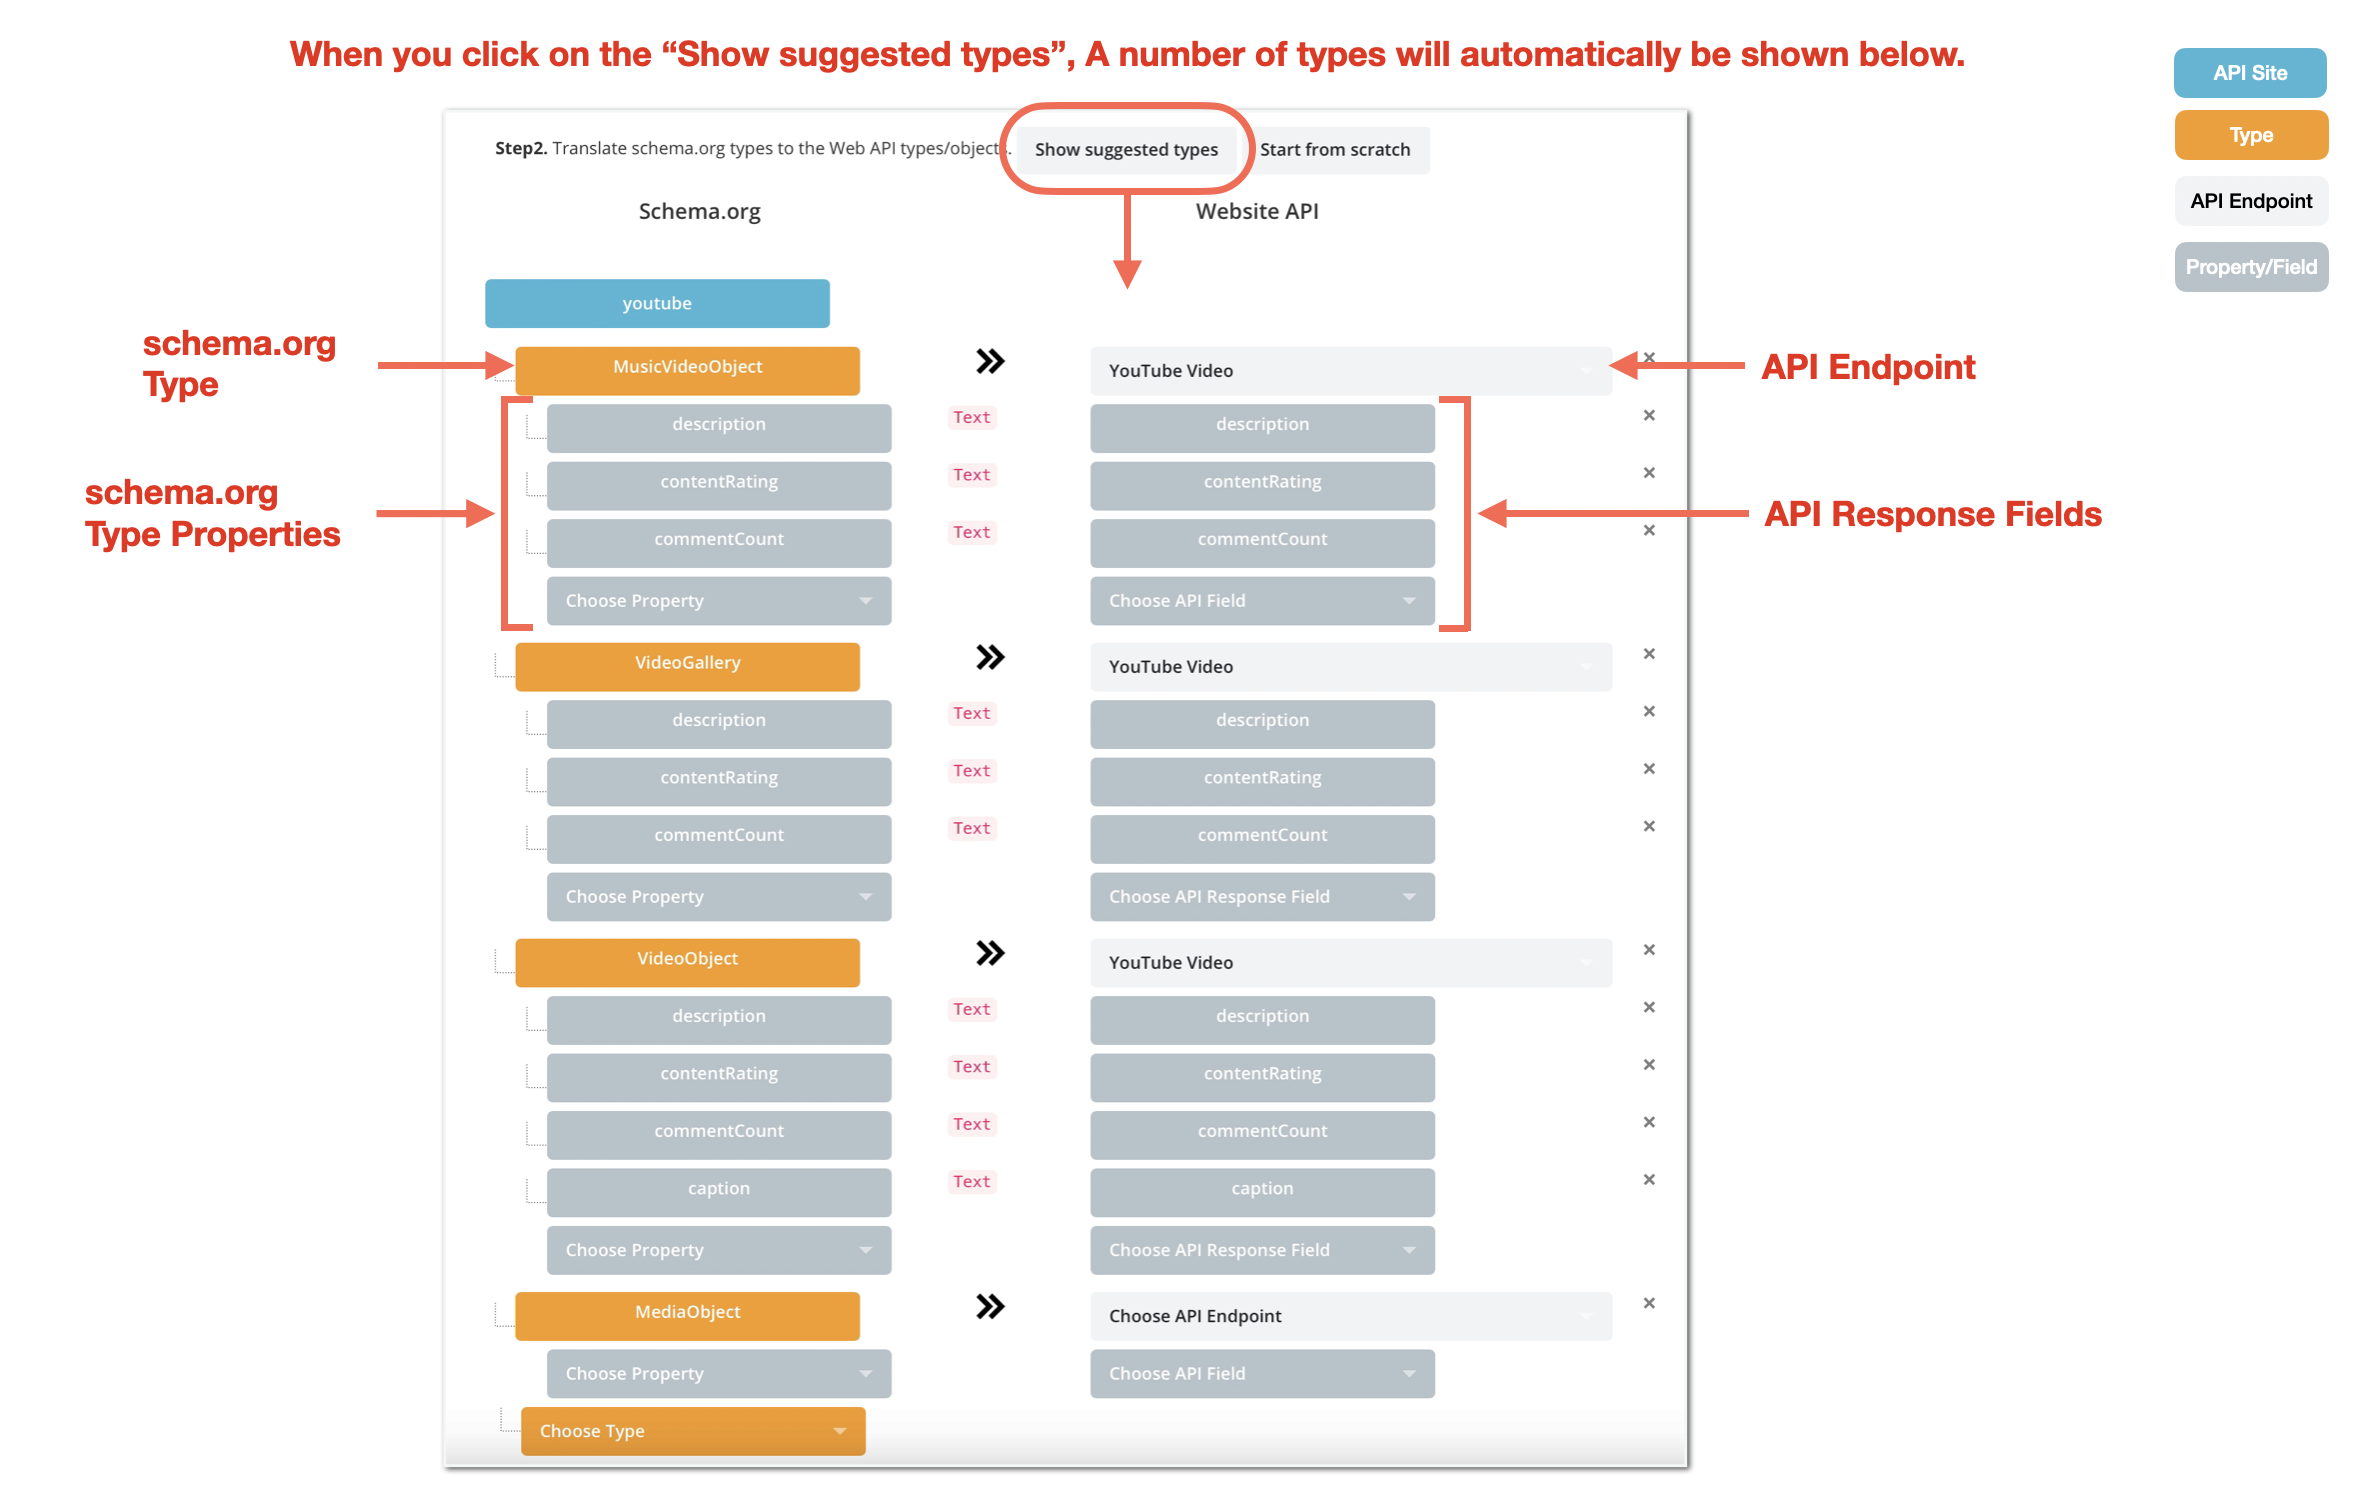 When you click on the “Show suggested types”, A number of types will automatically be shown below.
API Site
Type
API Endpoint
Property/Field
Step2. Translate schema.org types to the Web API types/objects.
Show suggested types
Start from scratch
Schema.org
Website API
youtube
schema.org
Type
MusicVideoObject
YouTube Video
×
API Endpoint
description
Text
description
×
schema.org
Type Properties
contentRating
Text
contentRating
×
API Response Fields
commentCount
Text
commentCount
×
Choose Property
Choose API Field
VideoGallery
YouTube Video
×
description
Text
description
×
contentRating
Text
contentRating
×
commentCount
Text
commentCount
×
Choose Property
Choose API Response Field
VideoObject
YouTube Video
×
description
Text
description
×
contentRating
Text
contentRating
×
commentCount
Text
commentCount
×
caption
Text
caption
×
Choose Property
Choose API Response Field
MediaObject
Choose API Endpoint
×
Choose Property
Choose API Field
Choose Type